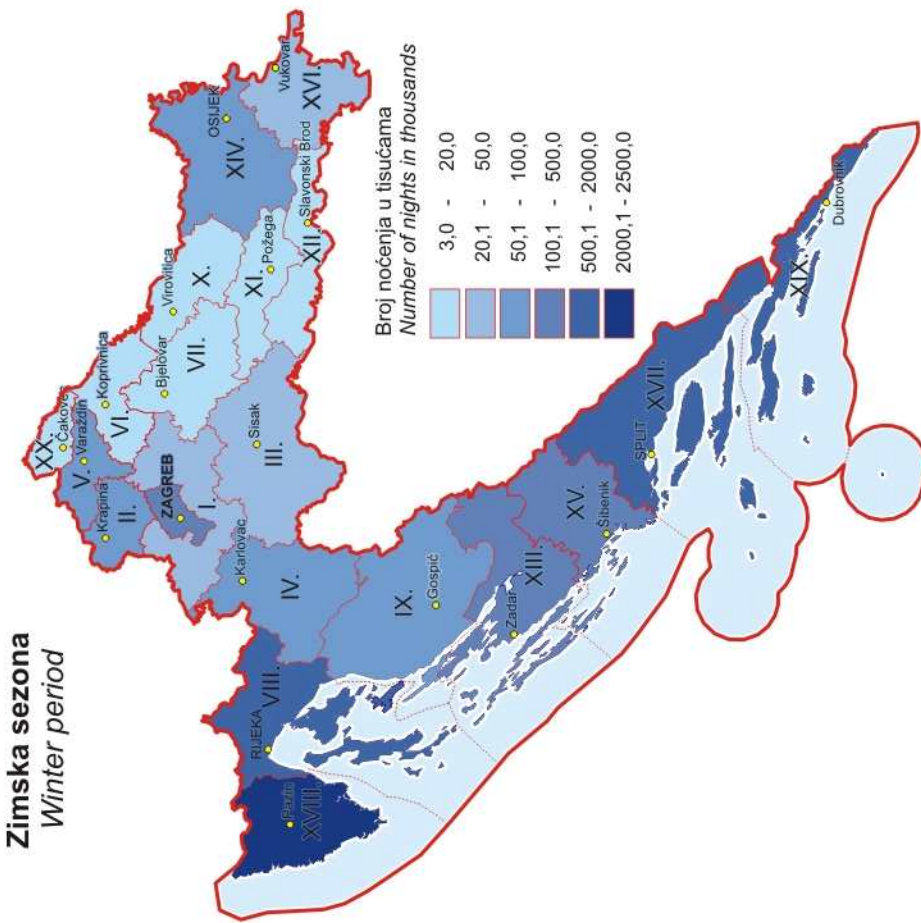 Zimska sezona
Winter period
XX.
Čakovec
Varaždin
V.
Krapina
II.
Koprivnica
VI.
ZAGREB
I.
Bjelovar
VII.
Virovitica
X.
Sisak
III.
Karlovac
IV.
OSIJEK
XIV.
Vukovar
XVI.
Požega
XI.
Slavonski Brod
XII.
RIJEKA
VIII.
Pazin
XVIII.
IX.
Gospić
Zadar
XIII.
XV.
Šibenik
SPLIT
XVII.
XIX.
Dubrovnik
Broj noćenja u tisućama
Number of nights in thousands
3,0 - 20,0
20,1 - 50,0
50,1 - 100,0
100,1 - 500,0
500,1 - 2000,0
2000,1 - 2500,0